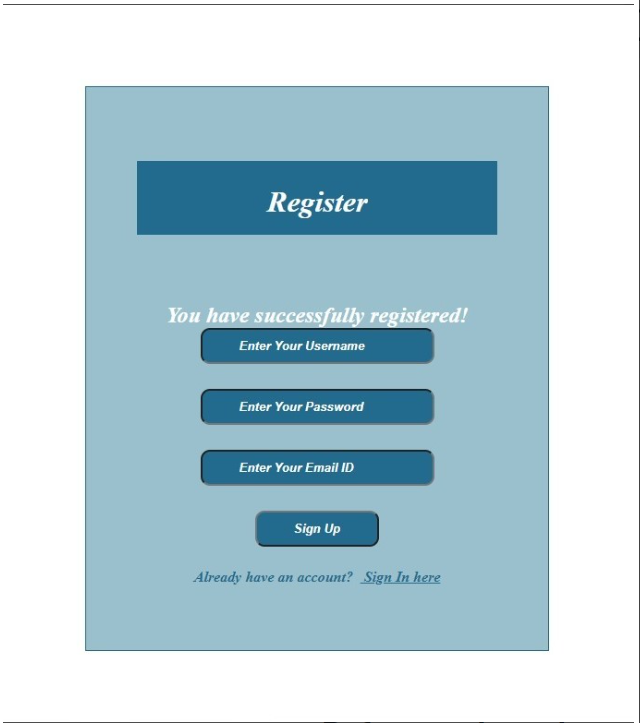 Register
You have successfully registered!
Enter Your Username
Enter Your Password
Enter Your Email ID
Sign Up
Already have an account? Sign In here